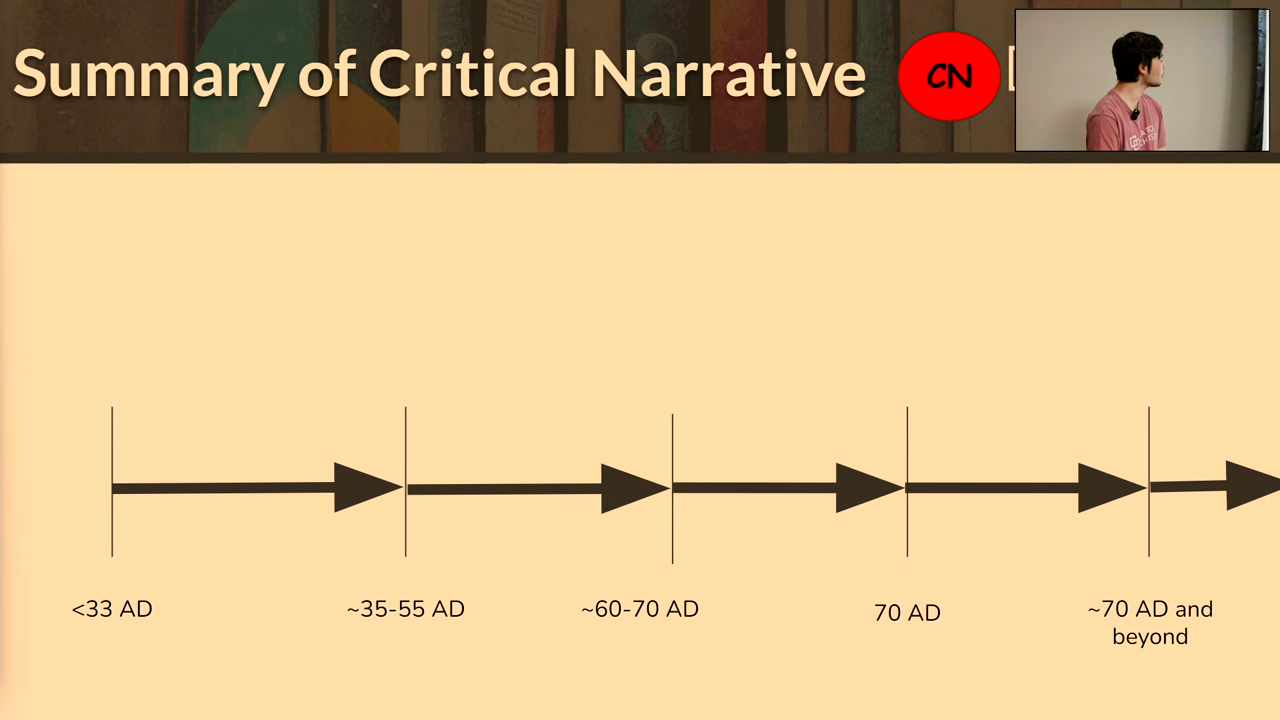 Summary of Critical Narrative
CN
<33 AD
~35-55 AD
~60-70 AD
70 AD
~70 AD and
beyond